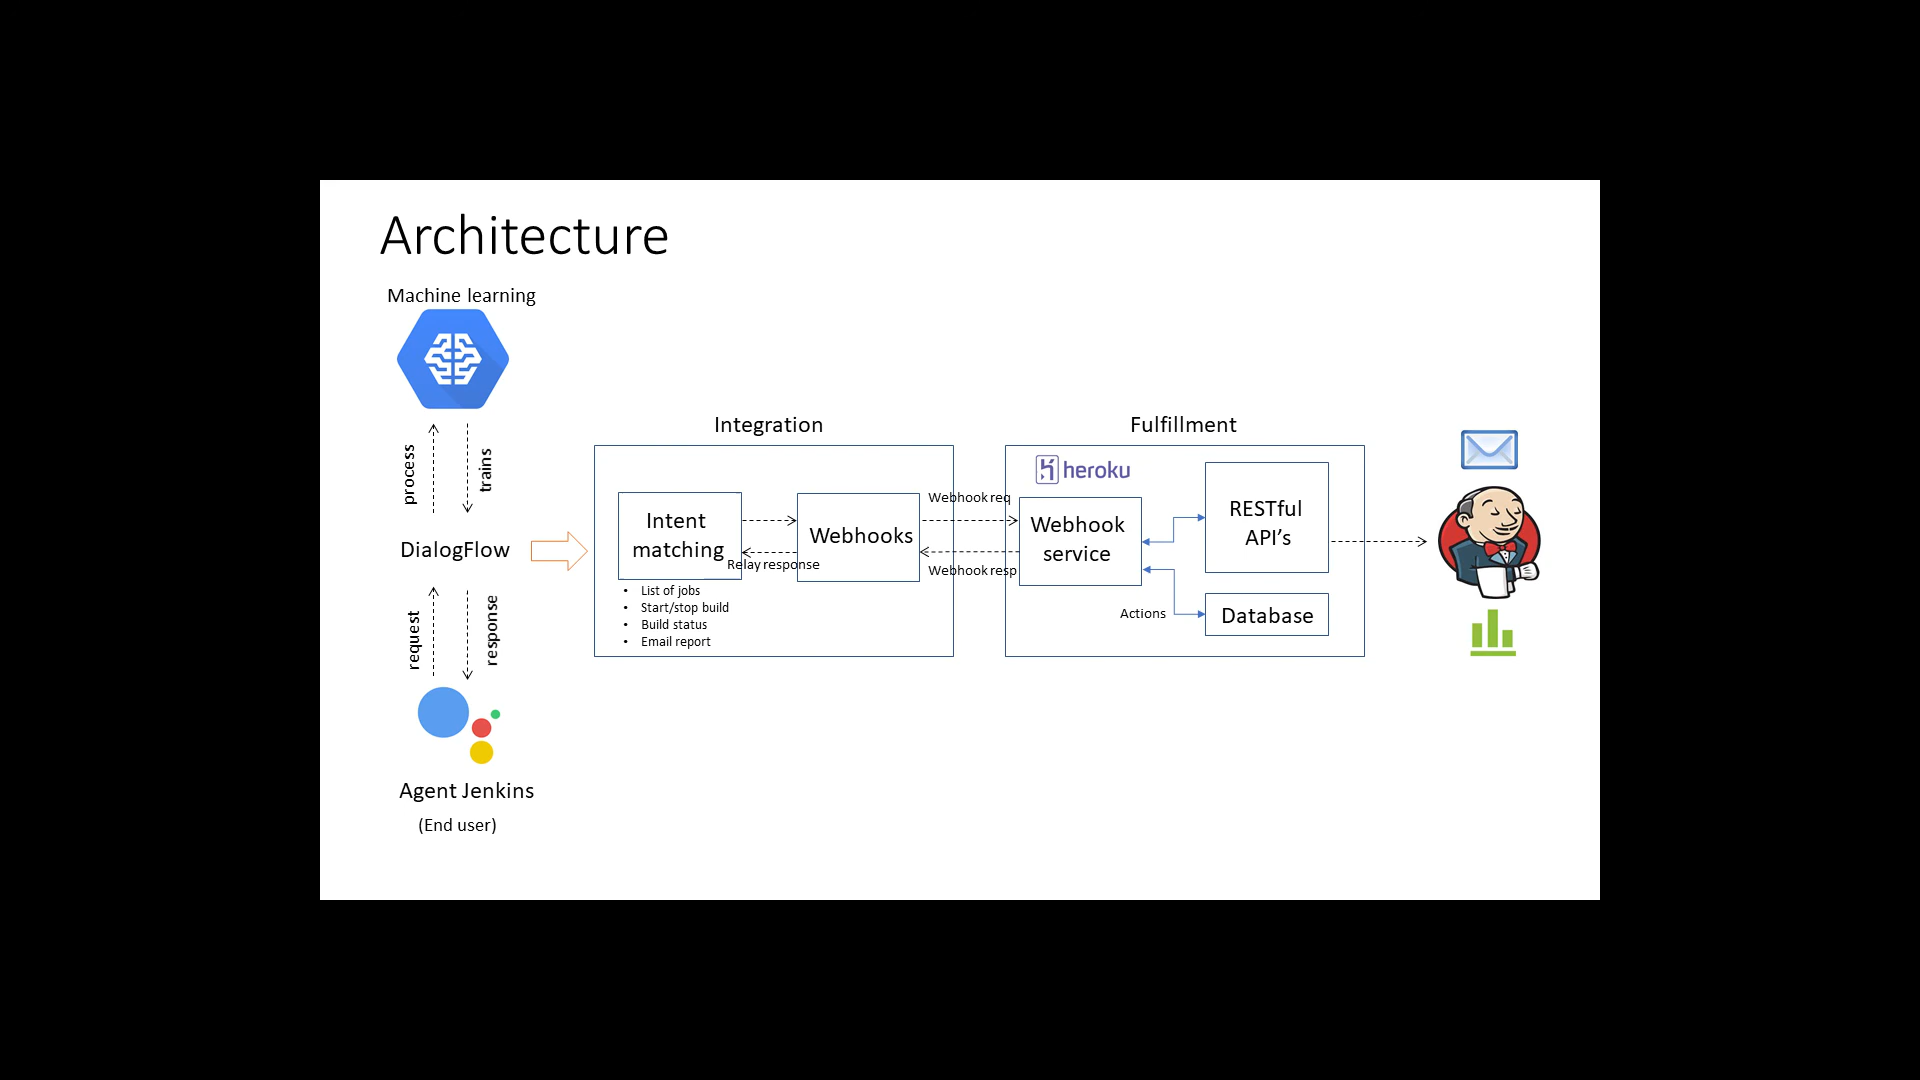 Architecture
Machine learning
process
trains
DialogFlow
request
response
Agent Jenkins
(End user)
Integration
Intent
matching
Webhooks
Relay response
• List of jobs
• Start/stop build
• Build status
• Email report
Webhook req
Webhook resp
Fulfillment
heroku
Webhook
service
RESTful
API's
Actions
Database